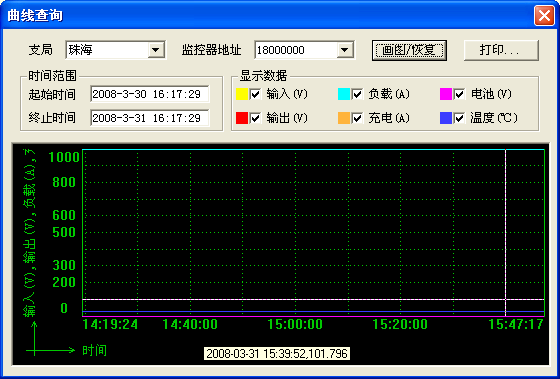 曲线查询
支局 珠海 监控器地址 18000000 画图/恢复 打印...
时间范围 显示数据
起始时间 2008-3-30 16:17:29 输入(V) 负载(A) 电池(V)
终止时间 2008-3-31 16:17:29 输出(V) 充电(A) 温度(℃)
输入(V),输出(V),负载(A),
1000
800
600
500
300
200
0
14:19:24 14:40:00 15:00:00 15:20:00 15:47:17
时间
2008-03-31 15:39:52,101.796